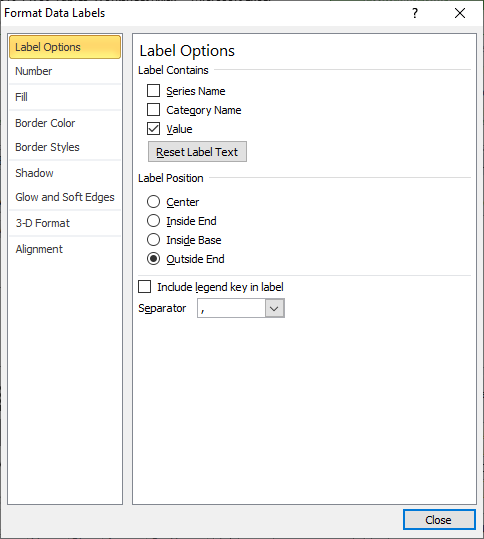 Format Data Labels
?
Label Options
Number
Fill
Border Color
Border Styles
Shadow
Glow and Soft Edges
3-D Format
Alignment
Label Options
Label Contains
Series Name
Category Name
Value
Reset Label Text
Label Position
Center
Inside End
Inside Base
Outside End
Include legend key in label
Separator ,
Close